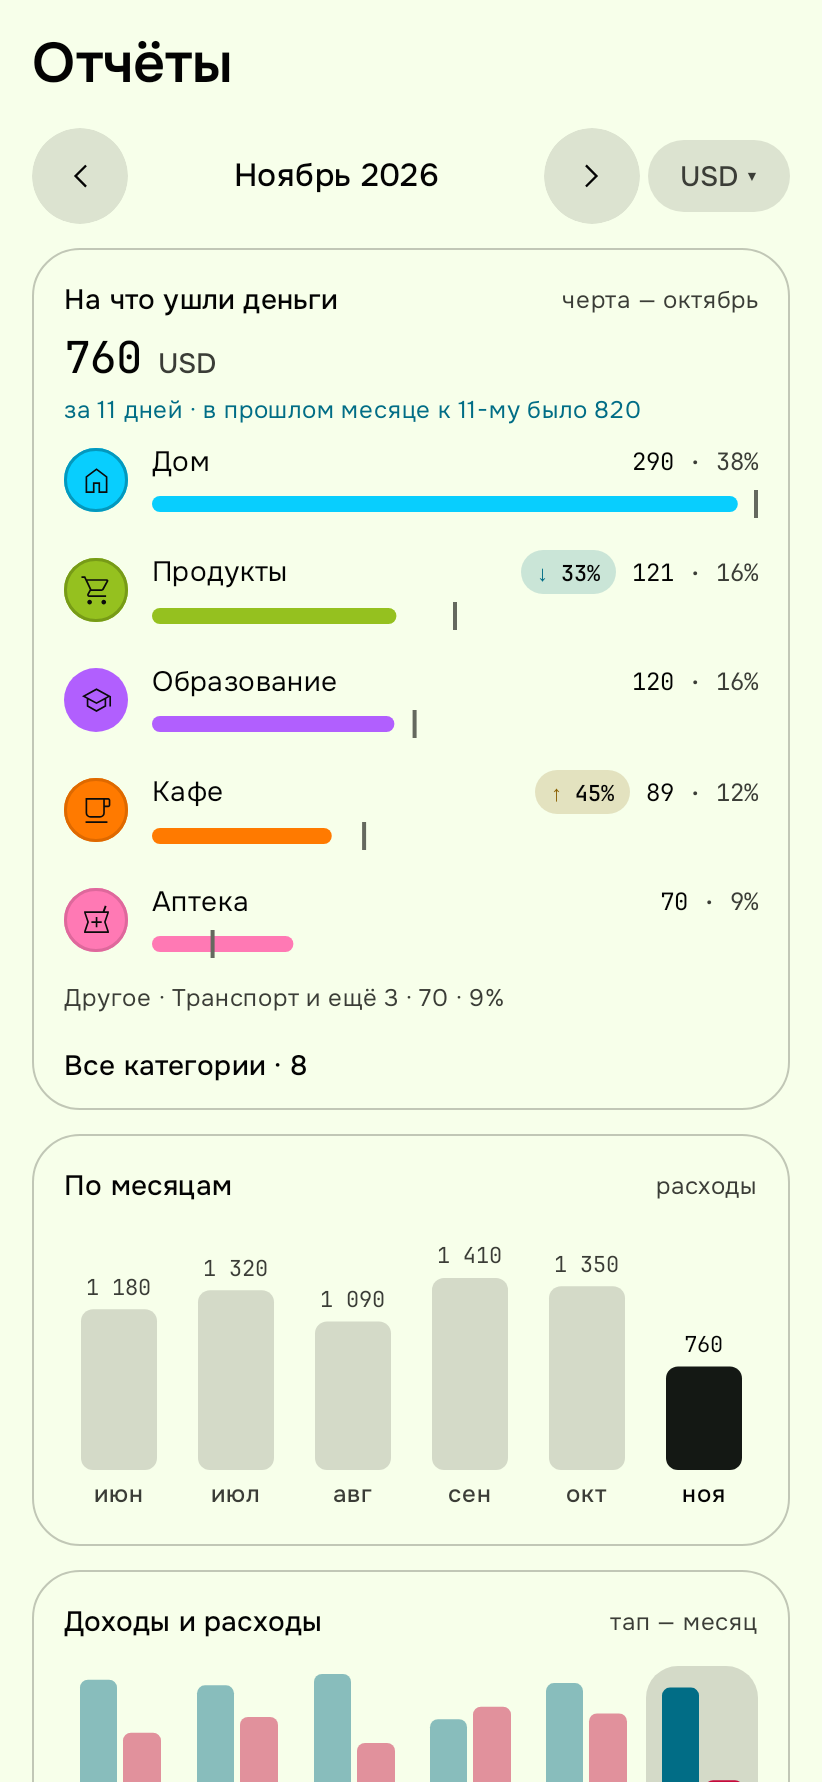 Отчёты
Ноябрь 2026 USD ▾
На что ушли деньги черта — октябрь
760 USD
за 11 дней · в прошлом месяце к 11-му было 820
Дом 290 · 38%
Продукты ↓ 33% 121 · 16%
Образование 120 · 16%
Кафе ↑ 45% 89 · 12%
Аптека 70 · 9%
Другое · Транспорт и ещё 3 · 70 · 9%
Все категории · 8
По месяцам расходы
1 180 1 320 1 090 1 410 1 350 760
июн июл авг сен окт ноя
Доходы и расходы тап — месяц